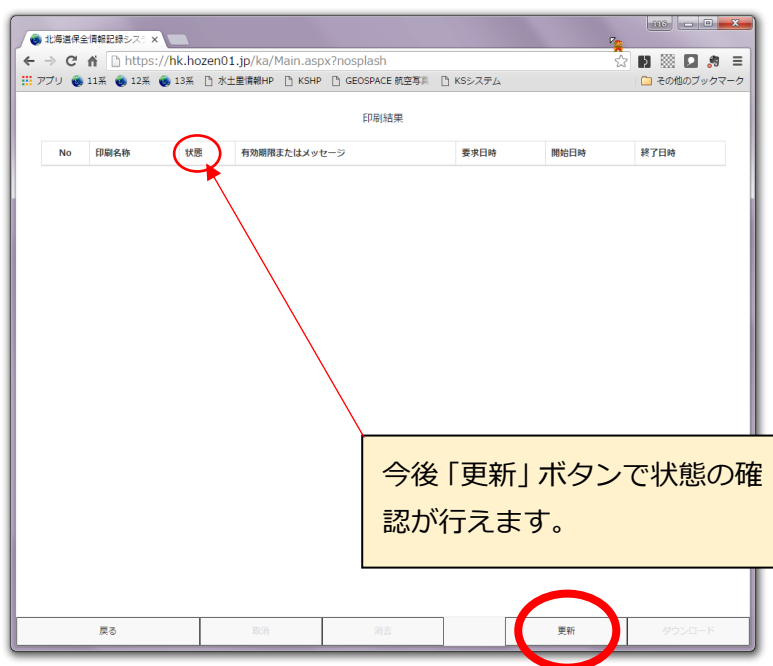 北海道保全情報記録シス
https://hk.hozen01.jp/ka/Main.aspx?nosplash
アプリ 11系 12系 13系 水土里情報HP KSHP GEOSPACE 航空写真 KSシステム その他のブックマーク
印刷結果
No 印刷名称 状態 有効期限またはメッセージ 要求日時 開始日時 終了日時
今後「更新」ボタンで状態の確
認が行えます。
戻る 取消 消去 更新 ダウンロード